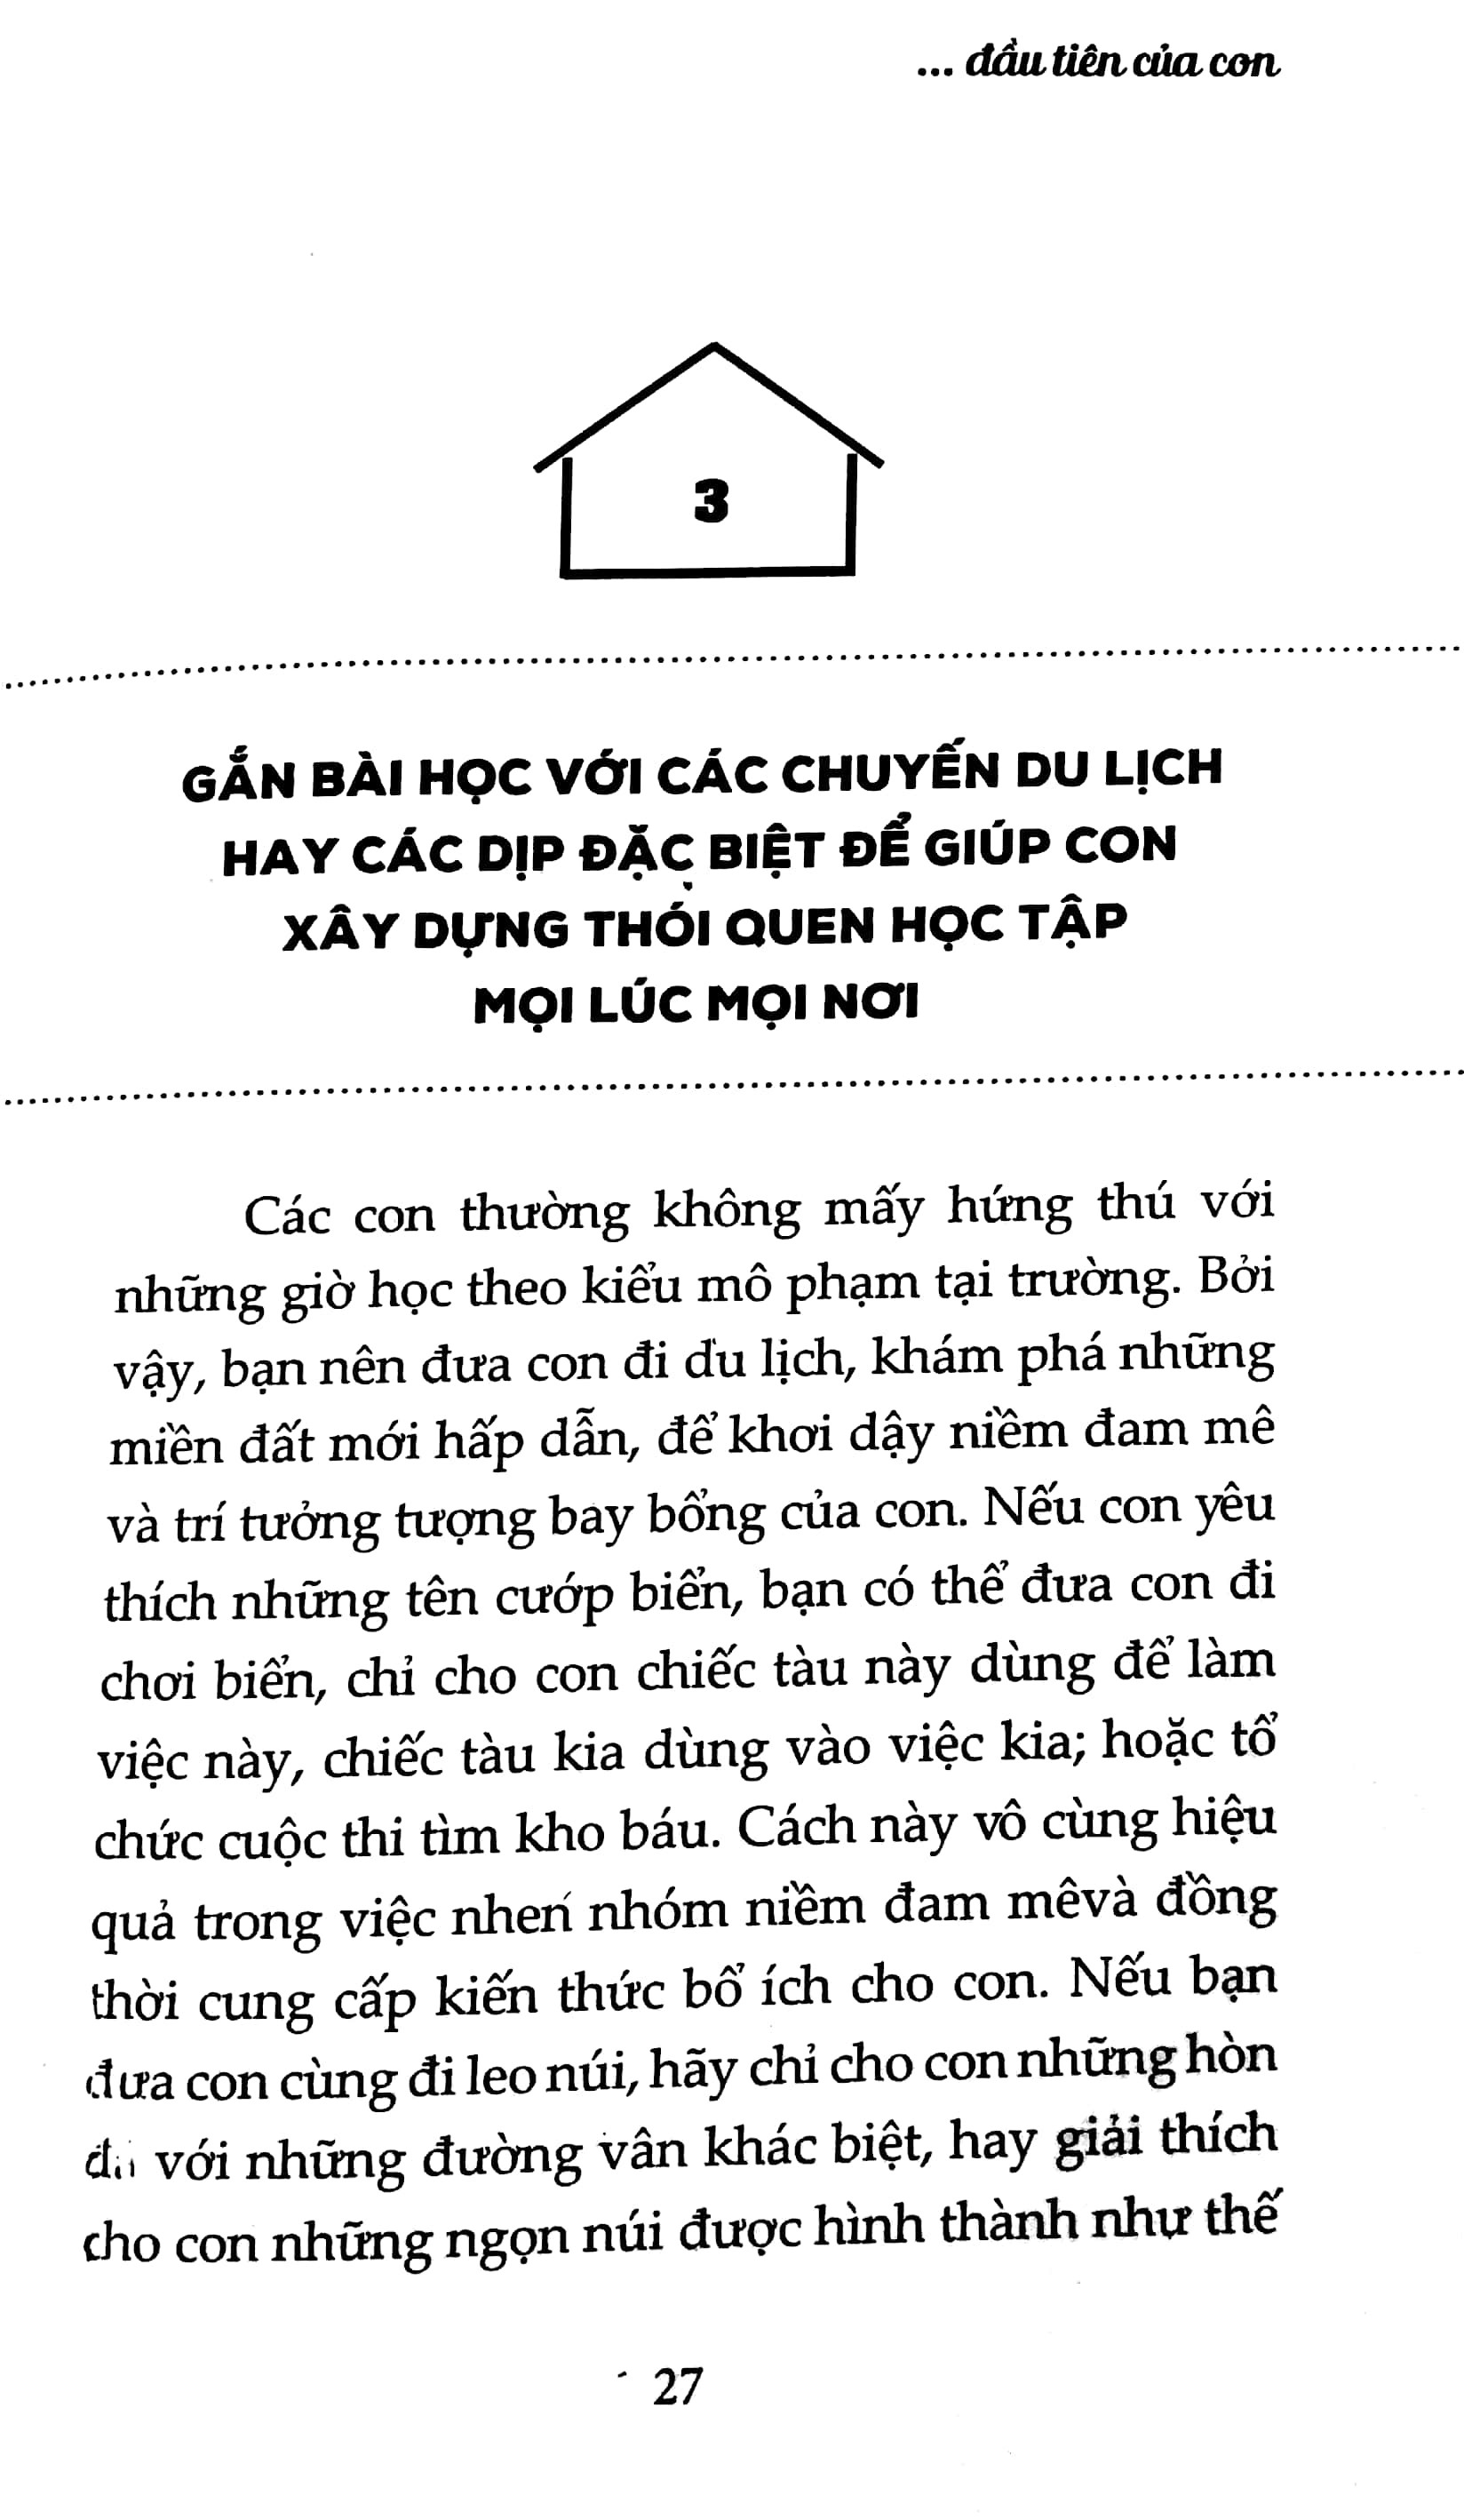 ... đầu tiên của con
3
GẮN BÀI HỌC VỚI CÁC CHUYẾN DU LỊCH
HAY CÁC DỊP ĐẶC BIỆT ĐỂ GIÚP CON
XÂY DỰNG THÓI QUEN HỌC TẬP
MỌI LÚC MỌI NƠI
Các con thường không mấy hứng thú với
những giờ học theo kiểu mô phạm tại trường. Bởi
vậy, bạn nên đưa con đi du lịch, khám phá những
miền đất mới hấp dẫn, để khơi dậy niềm đam mê
và trí tưởng tượng bay bổng của con. Nếu con yêu
thích những tên cướp biển, bạn có thể đưa con đi
chơi biển, chỉ cho con chiếc tàu này dùng để làm
việc này, chiếc tàu kia dùng vào việc kia; hoặc tổ
chức cuộc thi tìm kho báu. Cách này vô cùng hiệu
quả trong việc nhen nhóm niềm đam mêvà đồng
thời cung cấp kiến thức bổ ích cho con. Nếu bạn
đưa con cùng đi leo núi, hãy chỉ cho con những hòn
đá với những đường vân khác biệt, hay giải thích
cho con những ngọn núi được hình thành như thế
27